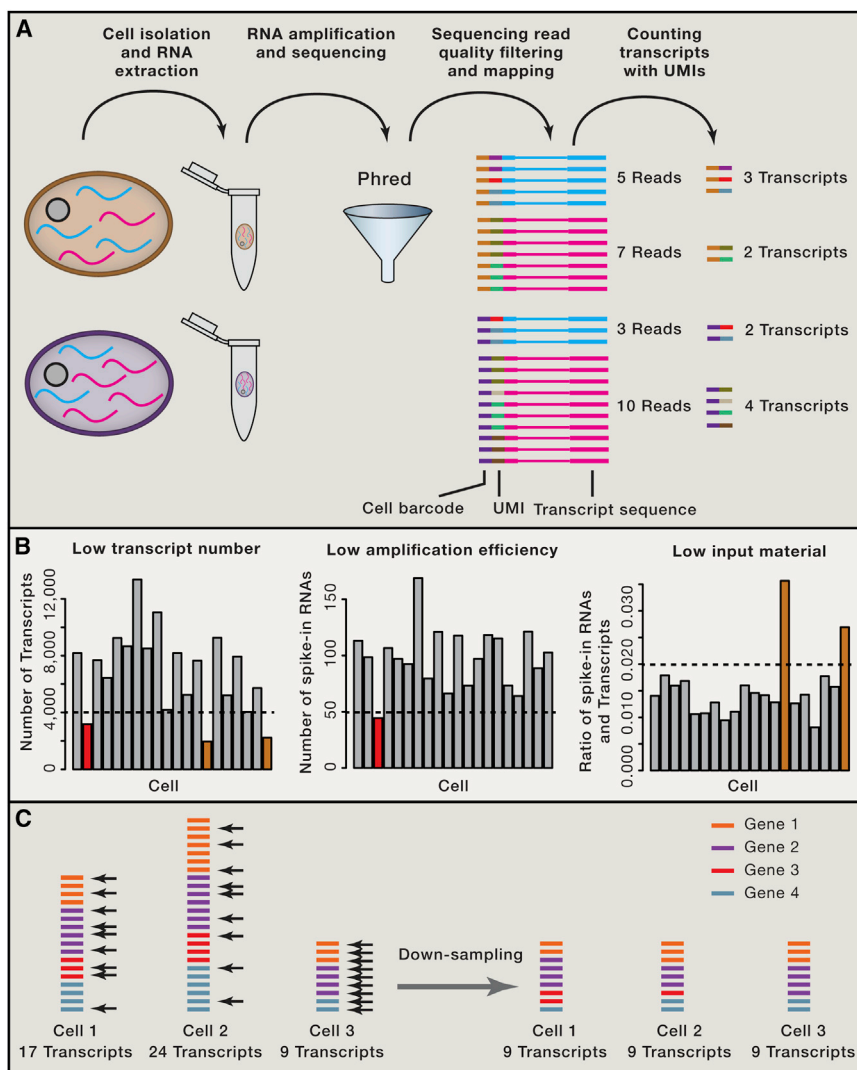 A
Cell isolation
and RNA
extraction
RNA amplification
and sequencing
Sequencing read
quality filtering
and mapping
Counting
transcripts
with UMIs
Phred
5 Reads
3 Transcripts
7 Reads
2 Transcripts
3 Reads
2 Transcripts
10 Reads
4 Transcripts
Cell barcode
UMI
Transcript sequence
B
Low transcript number
Number of Transcripts
12,000
8,000
4,000
0
Cell
Low amplification efficiency
Number of spike-in RNAs
150
100
50
0
Low input material
Ratio of spike-in RNAs
and Transcripts
0.030
0.020
0.010
0.000
Cell
C
Gene 1
Gene 2
Gene 3
Gene 4
Down-sampling
Cell 1
17 Transcripts
Cell 2
24 Transcripts
Cell 3
9 Transcripts
Cell 1
9 Transcripts
Cell 2
9 Transcripts
Cell 3
9 Transcripts